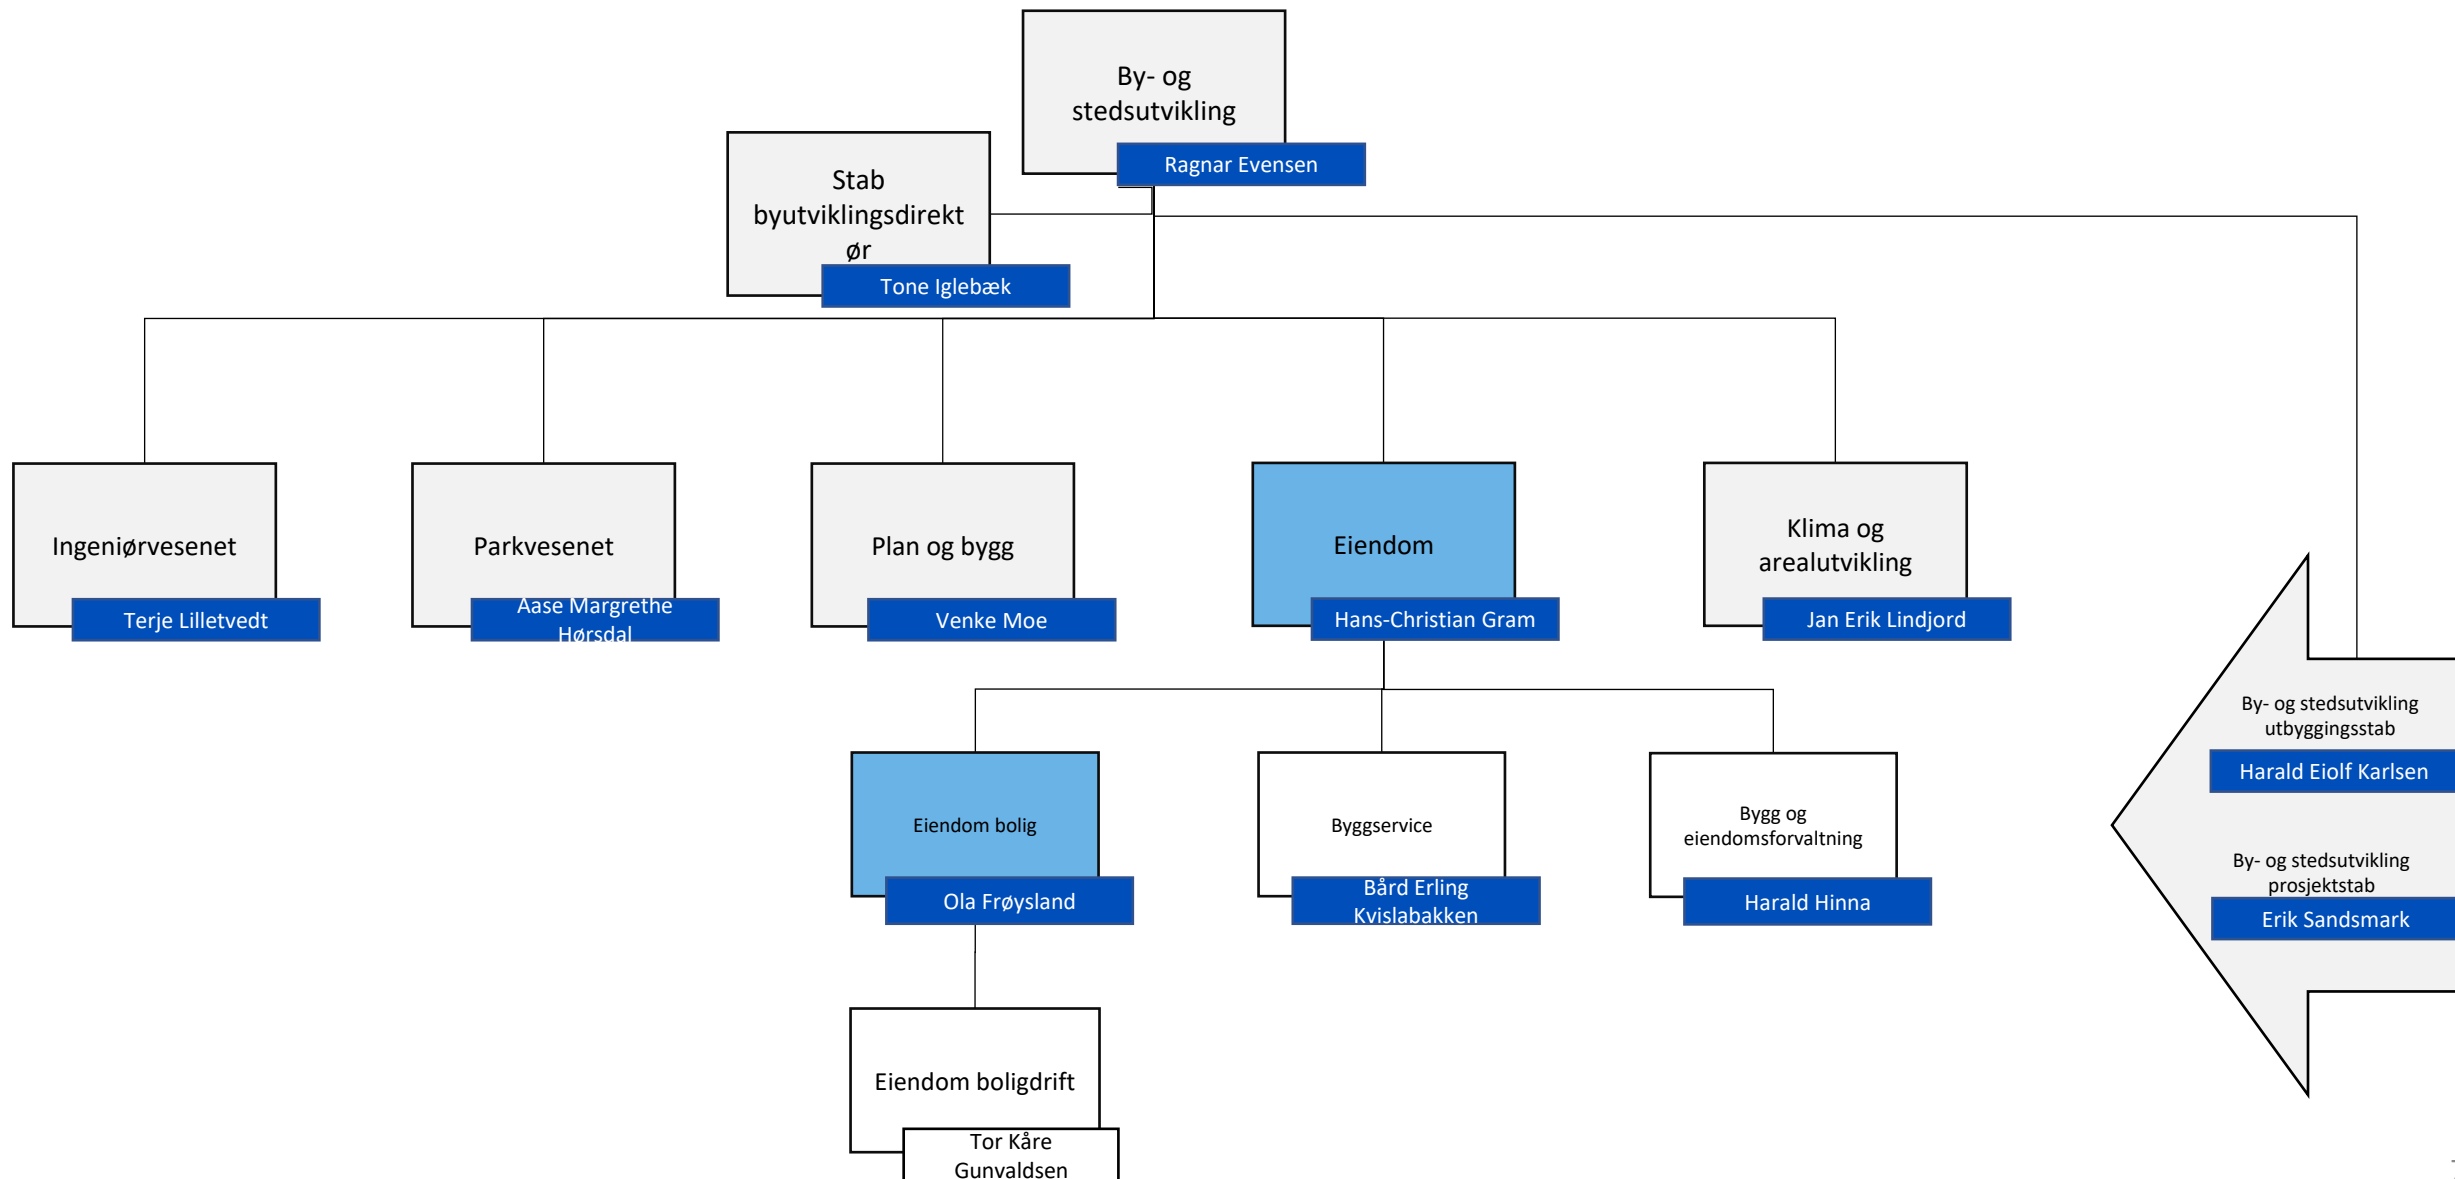 By- og
stedsutvikling
Ragnar Evensen
Stab
byutviklingsdirekt
ør
Tone Iglebæk
Ingeniørvesenet
Terje Lilletvedt
Parkvesenet
Aase Margrethe
Hørsdal
Plan og bygg
Venke Moe
Eiendom
Hans-Christian Gram
Klima og
arealutvikling
Jan Erik Lindjord
By- og stedsutvikling
utbyggingsstab
Harald Eiolf Karlsen
By- og stedsutvikling
prosjektstab
Erik Sandsmark
Eiendom bolig
Ola Frøysland
Byggservice
Bård Erling
Kvislabakken
Bygg og
eiendomsforvaltning
Harald Hinna
Eiendom boligdrift
Tor Kåre
Gunvaldsen